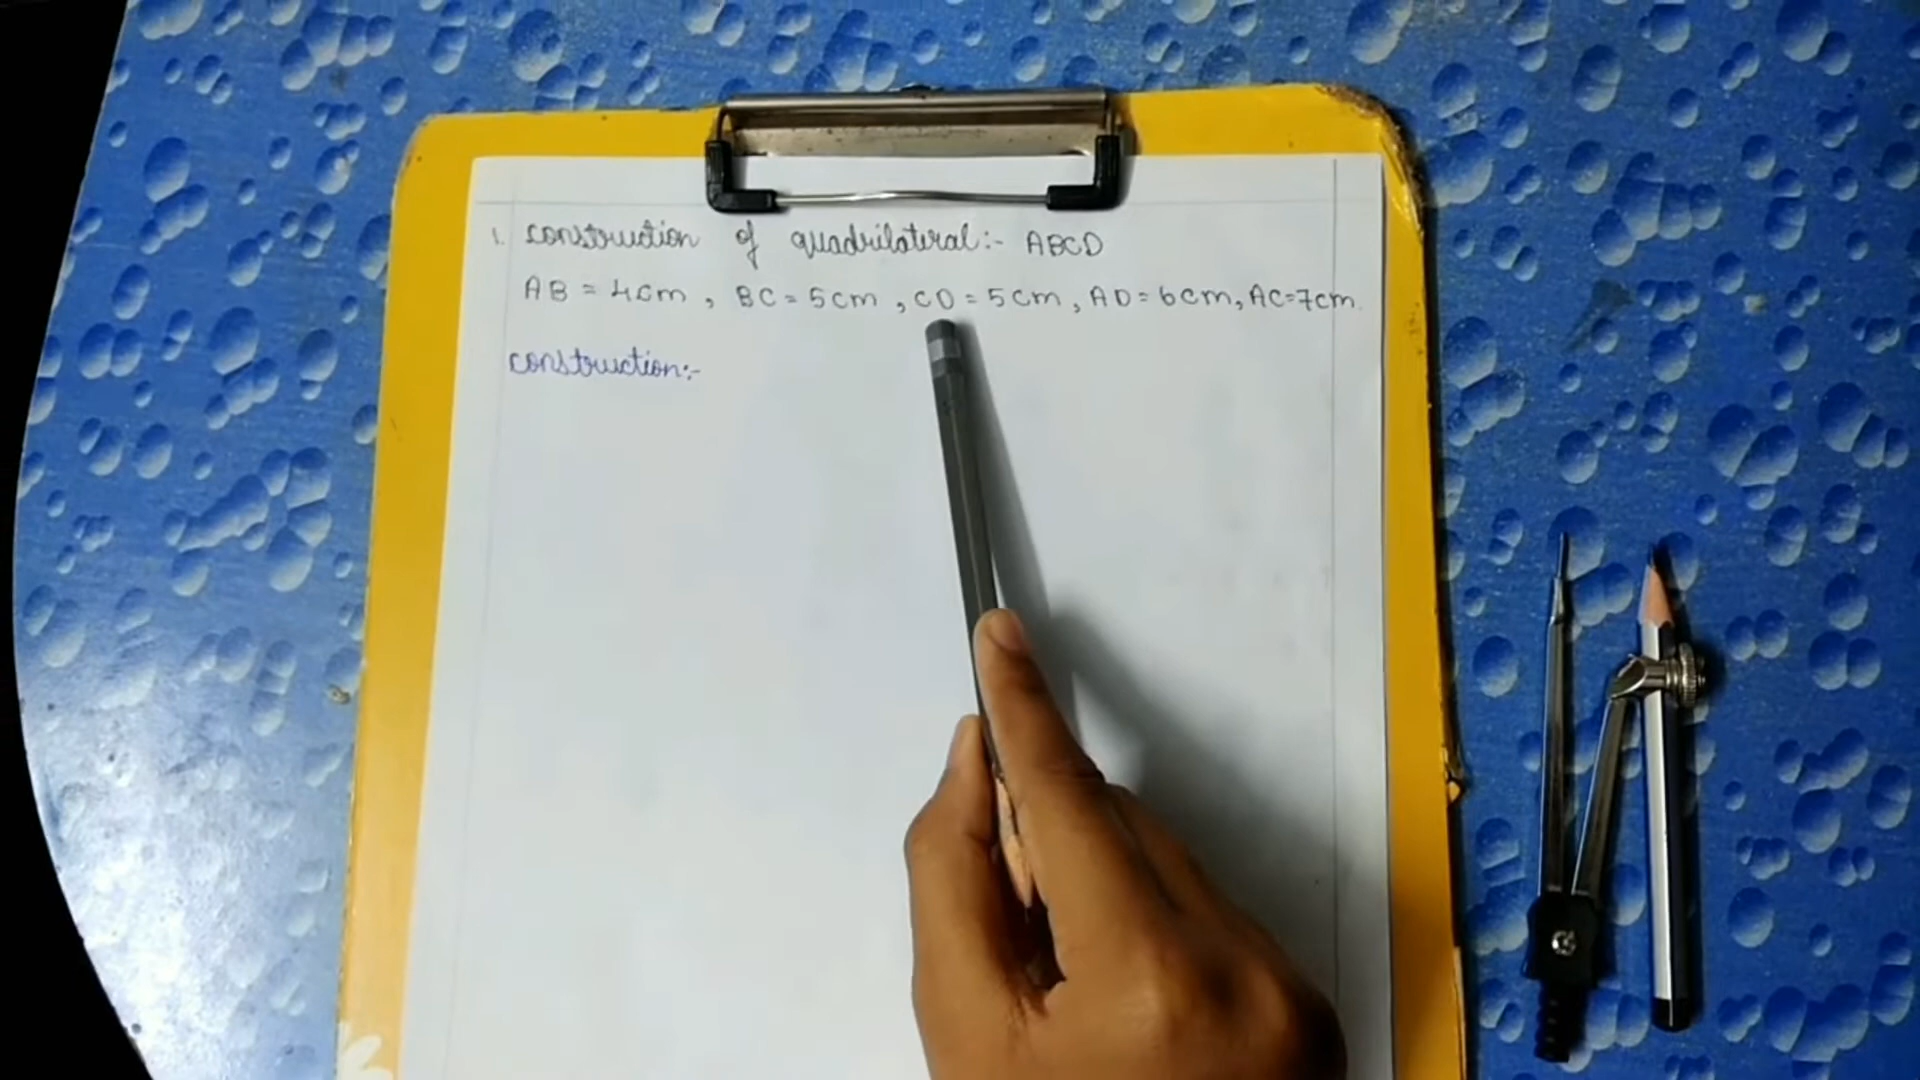 1. construction of quadrilateral:- ABCD
AB = 4cm, BC = 5cm, CD = 5cm, AD = 6cm, AC=7cm.
construction:-